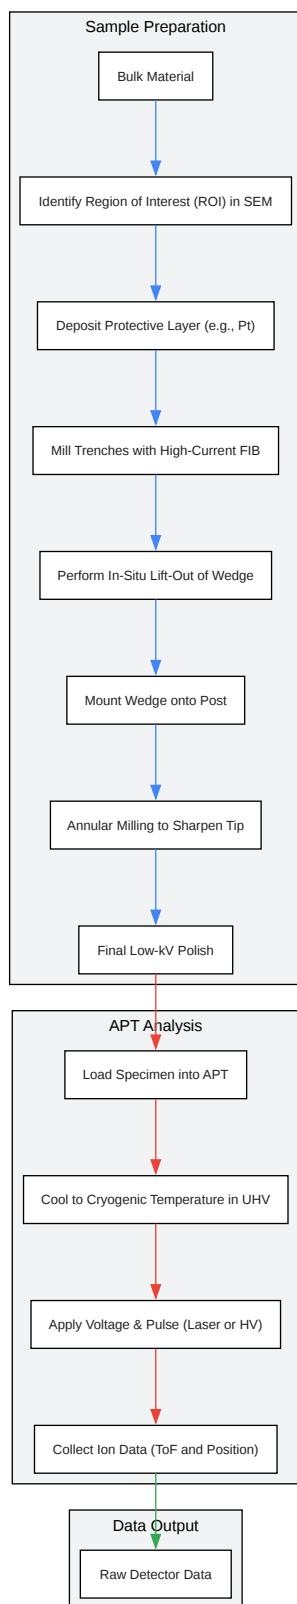 Sample Preparation
Bulk Material
Identify Region of Interest (ROI) in SEM
Deposit Protective Layer (e.g., Pt)
Mill Trenches with High-Current FIB
Perform In-Situ Lift-Out of Wedge
Mount Wedge onto Post
Annular Milling to Sharpen Tip
Final Low-kV Polish
APT Analysis
Load Specimen into APT
Cool to Cryogenic Temperature in UHV
Apply Voltage & Pulse (Laser or HV)
Collect Ion Data (ToF and Position)
Data Output
Raw Detector Data